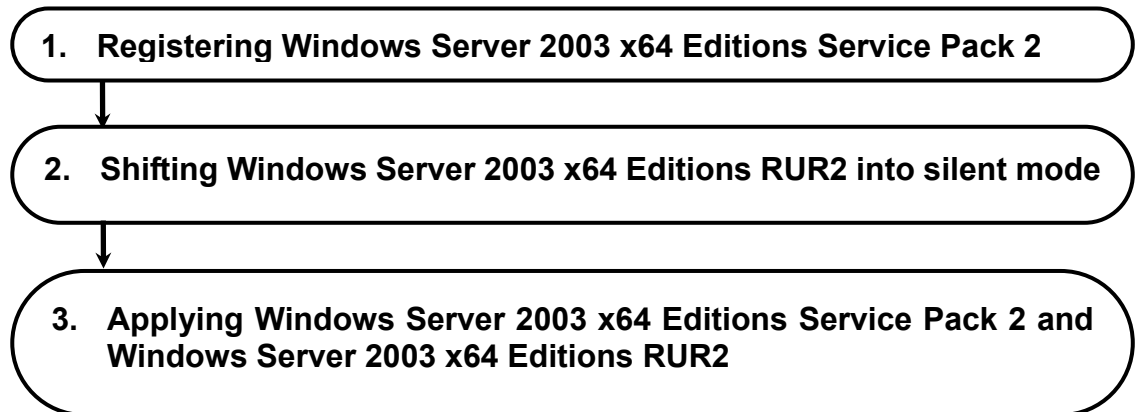 1. Registering Windows Server 2003 x64 Editions Service Pack 2
2. Shifting Windows Server 2003 x64 Editions RUR2 into silent mode
3. Applying Windows Server 2003 x64 Editions Service Pack 2 and
Windows Server 2003 x64 Editions RUR2